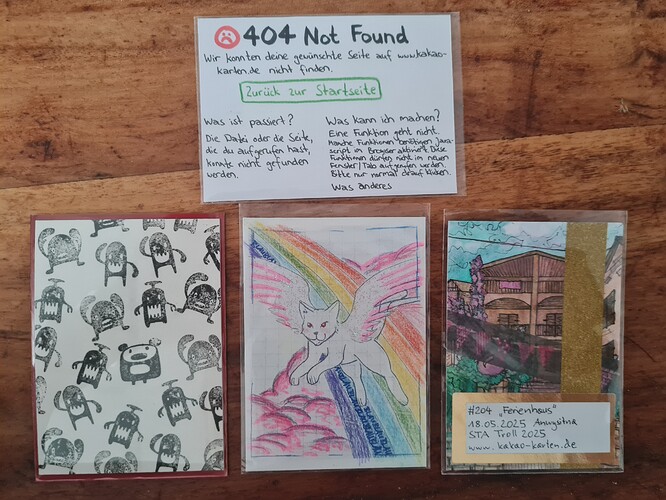 404 Not Found
Wir konnten deine gewünschte Seite auf www.kakao-
karten.de nicht finden.
Zurück zur Startseite
Was ist passiert?
Die Datei oder die Seite,
die du aufgerufen hast,
konnte nicht gefunden
werden.
Was kann ich machen?
Eine Funktion geht nicht.
Manche Funktionen benötigen Java-
script im Browser aktiviert. Diese
Funktionen dürfen nicht im neuen
Fenster/Tab aufgerufen werden.
Bitte nur normal drauf klicken.
Was anderes
#204 „Ferienhaus"
18.05.2025 Anugitna
STA Troll 2025
www.kakao-karten.de